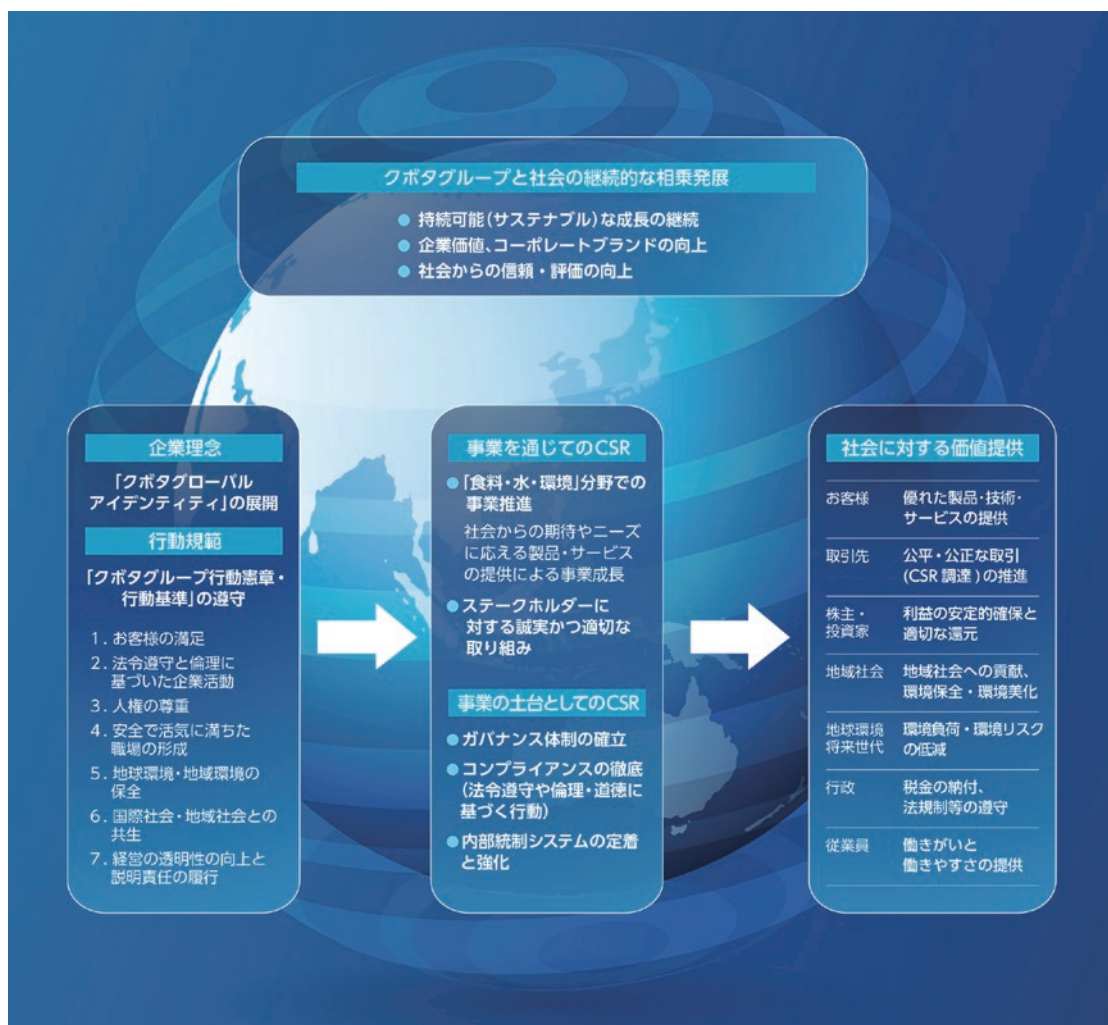 クボタグループと社会の継続的な相乗発展
● 持続可能(サステナブル)な成長の継続
● 企業価値、コーポレートブランドの向上
● 社会からの信頼・評価の向上
企業理念
「クボタグローバル
アイデンティティ」の展開
行動規範
「クボタグループ行動憲章・
行動基準」の遵守
1. お客様の満足
2. 法令遵守と倫理に
基づいた企業活動
3. 人権の尊重
4. 安全で活気に満ちた
職場の形成
5. 地球環境・地域環境の
保全
6. 国際社会・地域社会との
共生
7. 経営の透明性の向上と
説明責任の履行
事業を通じてのCSR
●「食料・水・環境」分野での
事業推進
社会からの期待やニーズ
に応える製品・サービス
の提供による事業成長
● ステークホルダーに
対する誠実かつ適切な
取り組み
事業の土台としてのCSR
● ガバナンス体制の確立
● コンプライアンスの徹底
(法令遵守や倫理・道徳に
基づく行動)
● 内部統制システムの定着
と強化
社会に対する価値提供
お客様 優れた製品・技術・
サービスの提供
取引先 公平・公正な取引
(CSR 調達)の推進
株主・ 利益の安定的確保と
投資家 適切な還元
地域社会 地域社会への貢献、
環境保全・環境美化
地球環境 環境負荷・環境リスク
将来世代 の低減
行政 税金の納付、
法規制等の遵守
従業員 働きがいと
働きやすさの提供